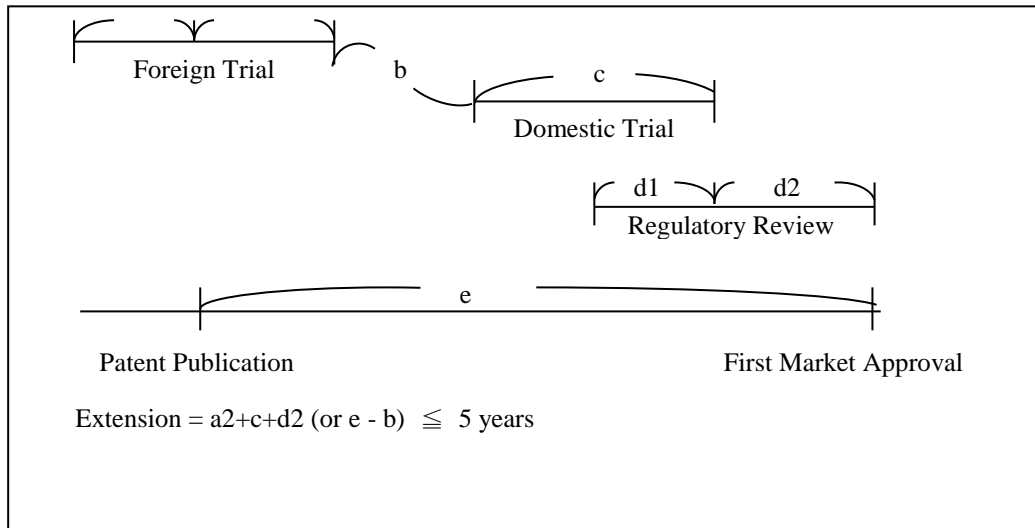 Foreign Trial
b
c
Domestic Trial
d1 d2
Regulatory Review
e
Patent Publication First Market Approval
Extension = a2+c+d2 (or e - b) ≦ 5 years